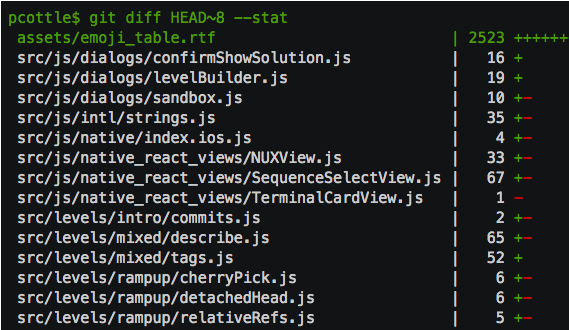 pcottle$ git diff HEAD~8 --stat
assets/emoji_table.rtf | 2523 ++++++
src/js/dialogs/confirmShowSolution.js | 16 +
src/js/dialogs/levelBuilder.js | 19 +
src/js/dialogs/sandbox.js | 10 +-
src/js/intl/strings.js | 35 +-
src/js/native/index.ios.js | 4 +-
src/js/native_react_views/NUXView.js | 33 +-
src/js/native_react_views/SequenceSelectView.js | 67 +-
src/js/native_react_views/TerminalCardView.js | 1 -
src/levels/intro/commits.js | 2 +-
src/levels/mixed/describe.js | 65 +-
src/levels/mixed/tags.js | 52 +
src/levels/rampup/cherryPick.js | 6 +-
src/levels/rampup/detachedHead.js | 6 +-
src/levels/rampup/relativeRefs.js | 5 +-